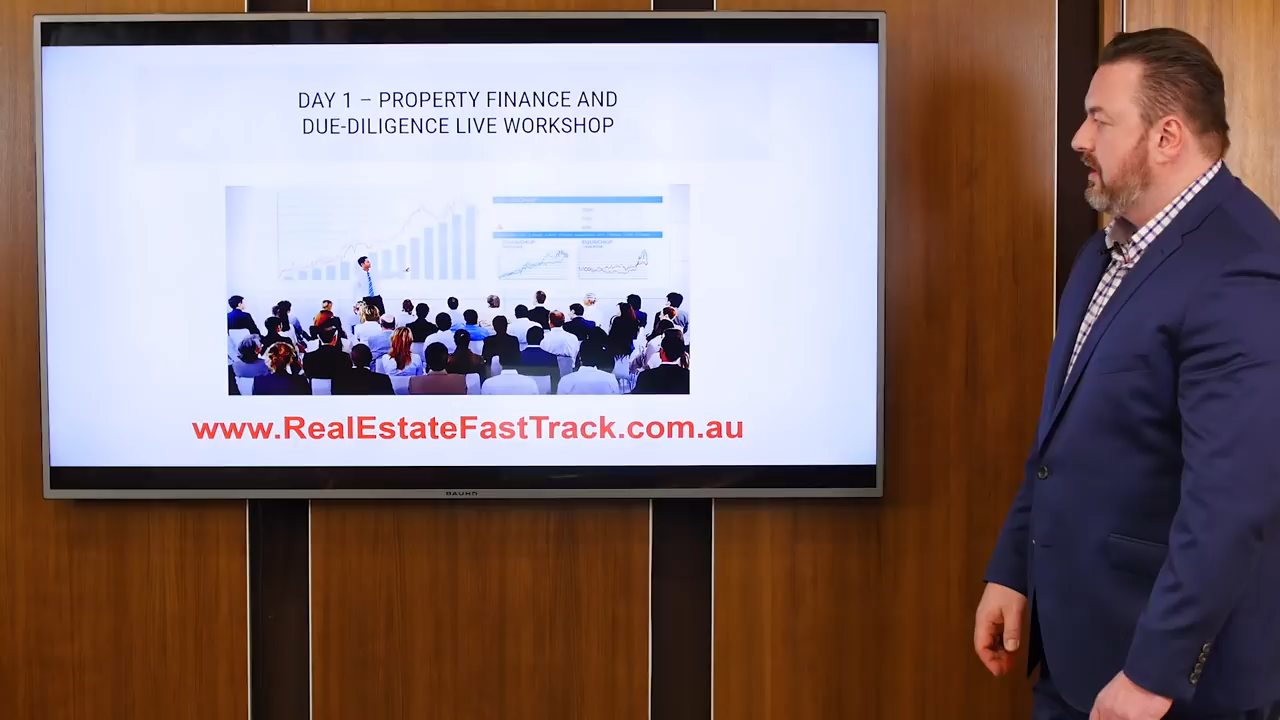 DAY 1 – PROPERTY FINANCE AND
DUE-DILIGENCE LIVE WORKSHOP
www.RealEstateFastTrack.com.au
BAUHN